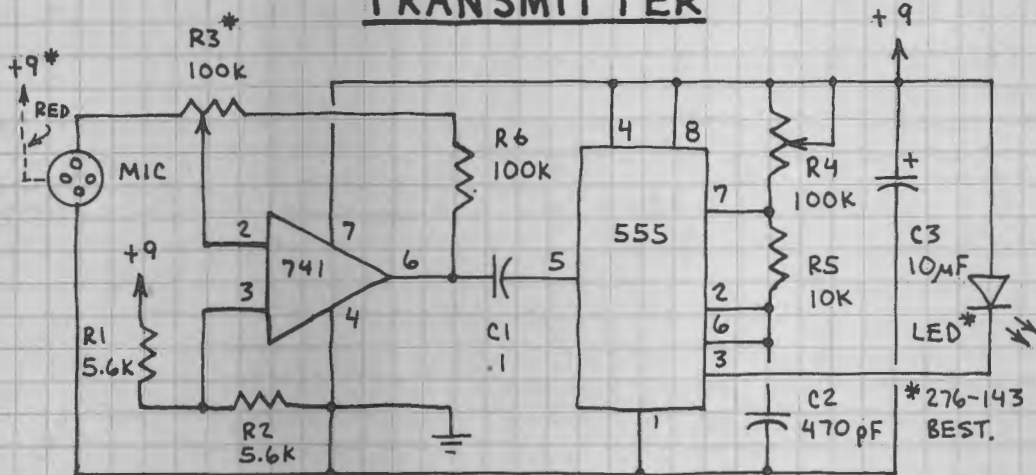 TRANSMITTER
+9*
RED
MIC
R3*
100K
+9
R1
5.6K
2
3
741
7
6
4
R2
5.6K
R6
100K
C1
.1
5
4
8
555
7
2
6
3
1
R4
100K
R5
10K
C2
470 pF
+9
+
C3
10µF
LED*
*276-143
BEST.